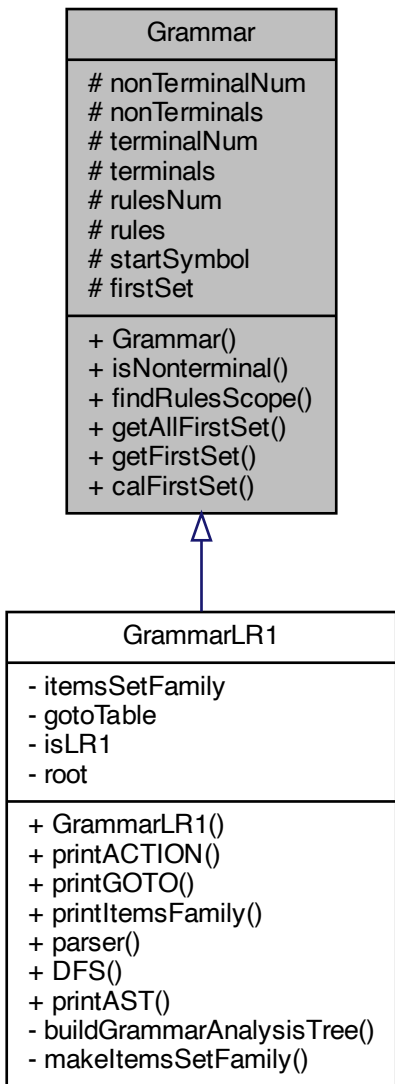 Grammar
# nonTerminalNum
# nonTerminals
# terminalNum
# terminals
# rulesNum
# rules
# startSymbol
# firstSet
+ Grammar()
+ isNonterminal()
+ findRulesScope()
+ getAllFirstSet()
+ getFirstSet()
+ calFirstSet()
GrammarLR1
- itemsSetFamily
- gotoTable
- isLR1
- root
+ GrammarLR1()
+ printACTION()
+ printGOTO()
+ printItemsFamily()
+ parser()
+ DFS()
+ printAST()
- buildGrammarAnalysisTree()
- makeItemsSetFamily()